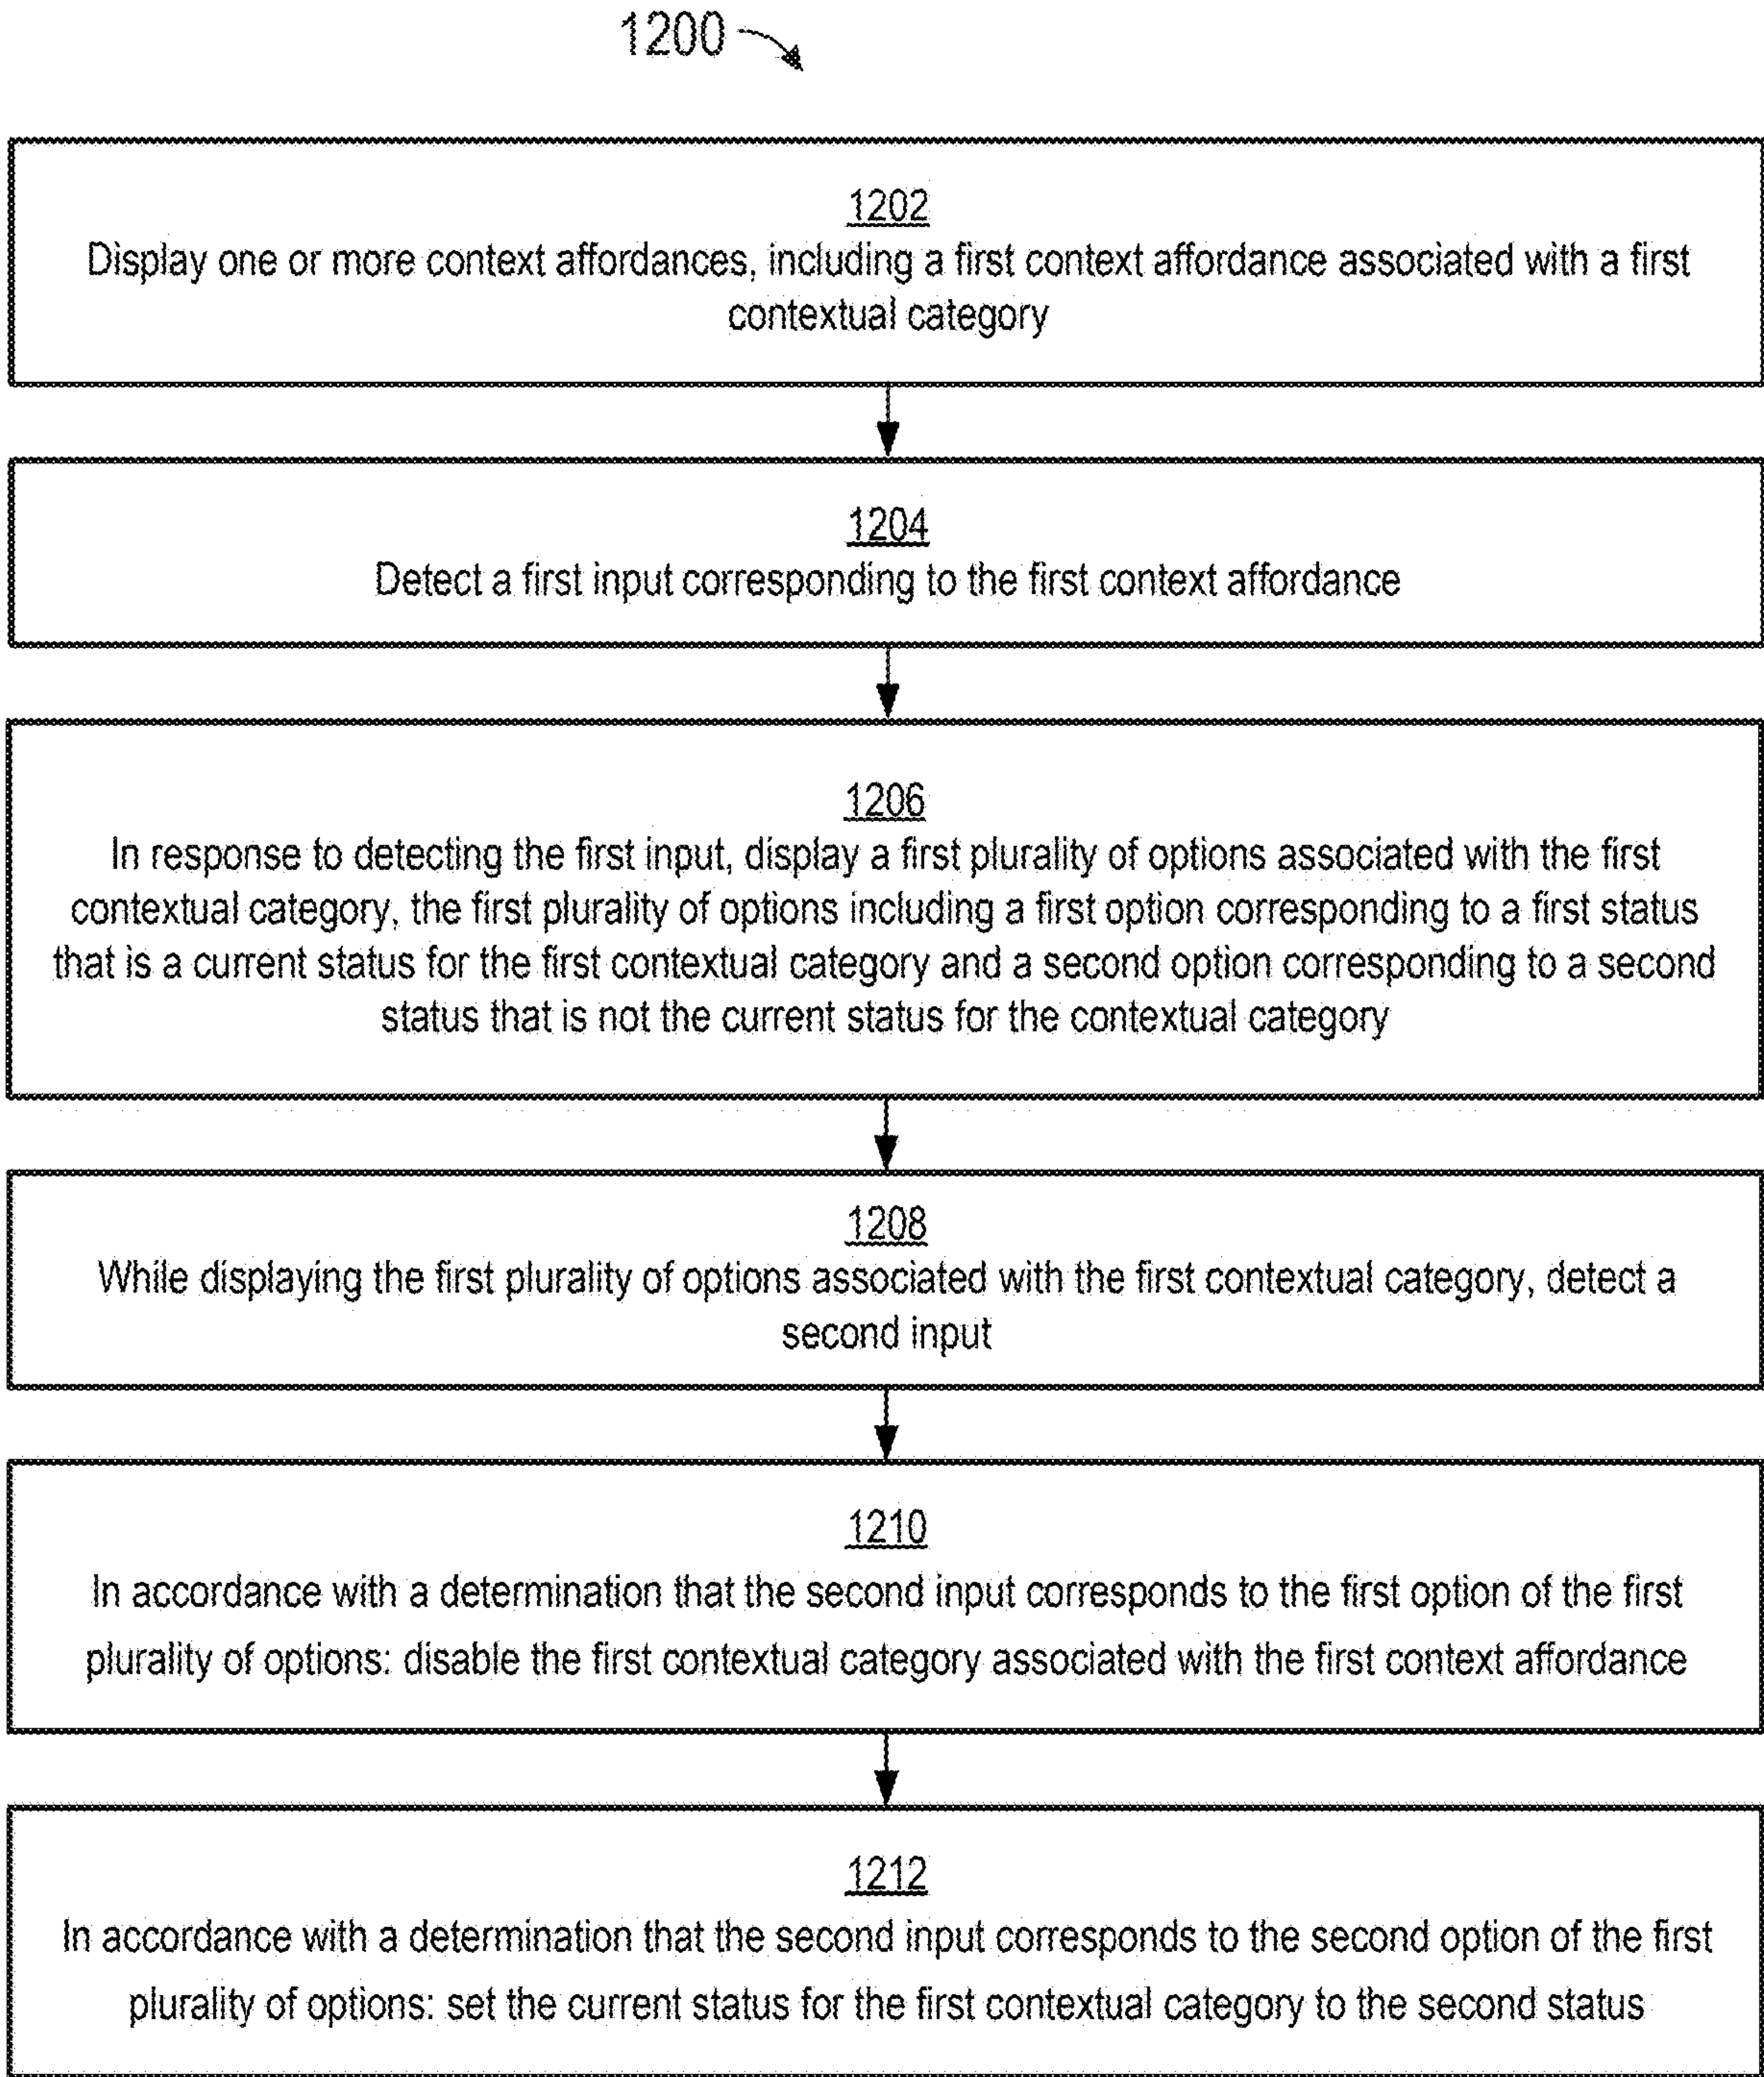 1200
1202
Display one or more context affordances, including a first context affordance associated with a first
contextual category
1204
Detect a first input corresponding to the first context affordance
1206
In response to detecting the first input, display a first plurality of options associated with the first
contextual category, the first plurality of options including a first option corresponding to a first status
that is a current status for the first contextual category and a second option corresponding to a second
status that is not the current status for the contextual category
1208
While displaying the first plurality of options associated with the first contextual category, detect a
second input
1210
In accordance with a determination that the second input corresponds to the first option of the first
plurality of options: disable the first contextual category associated with the first context affordance
1212
In accordance with a determination that the second input corresponds to the second option of the first
plurality of options: set the current status for the first contextual category to the second status